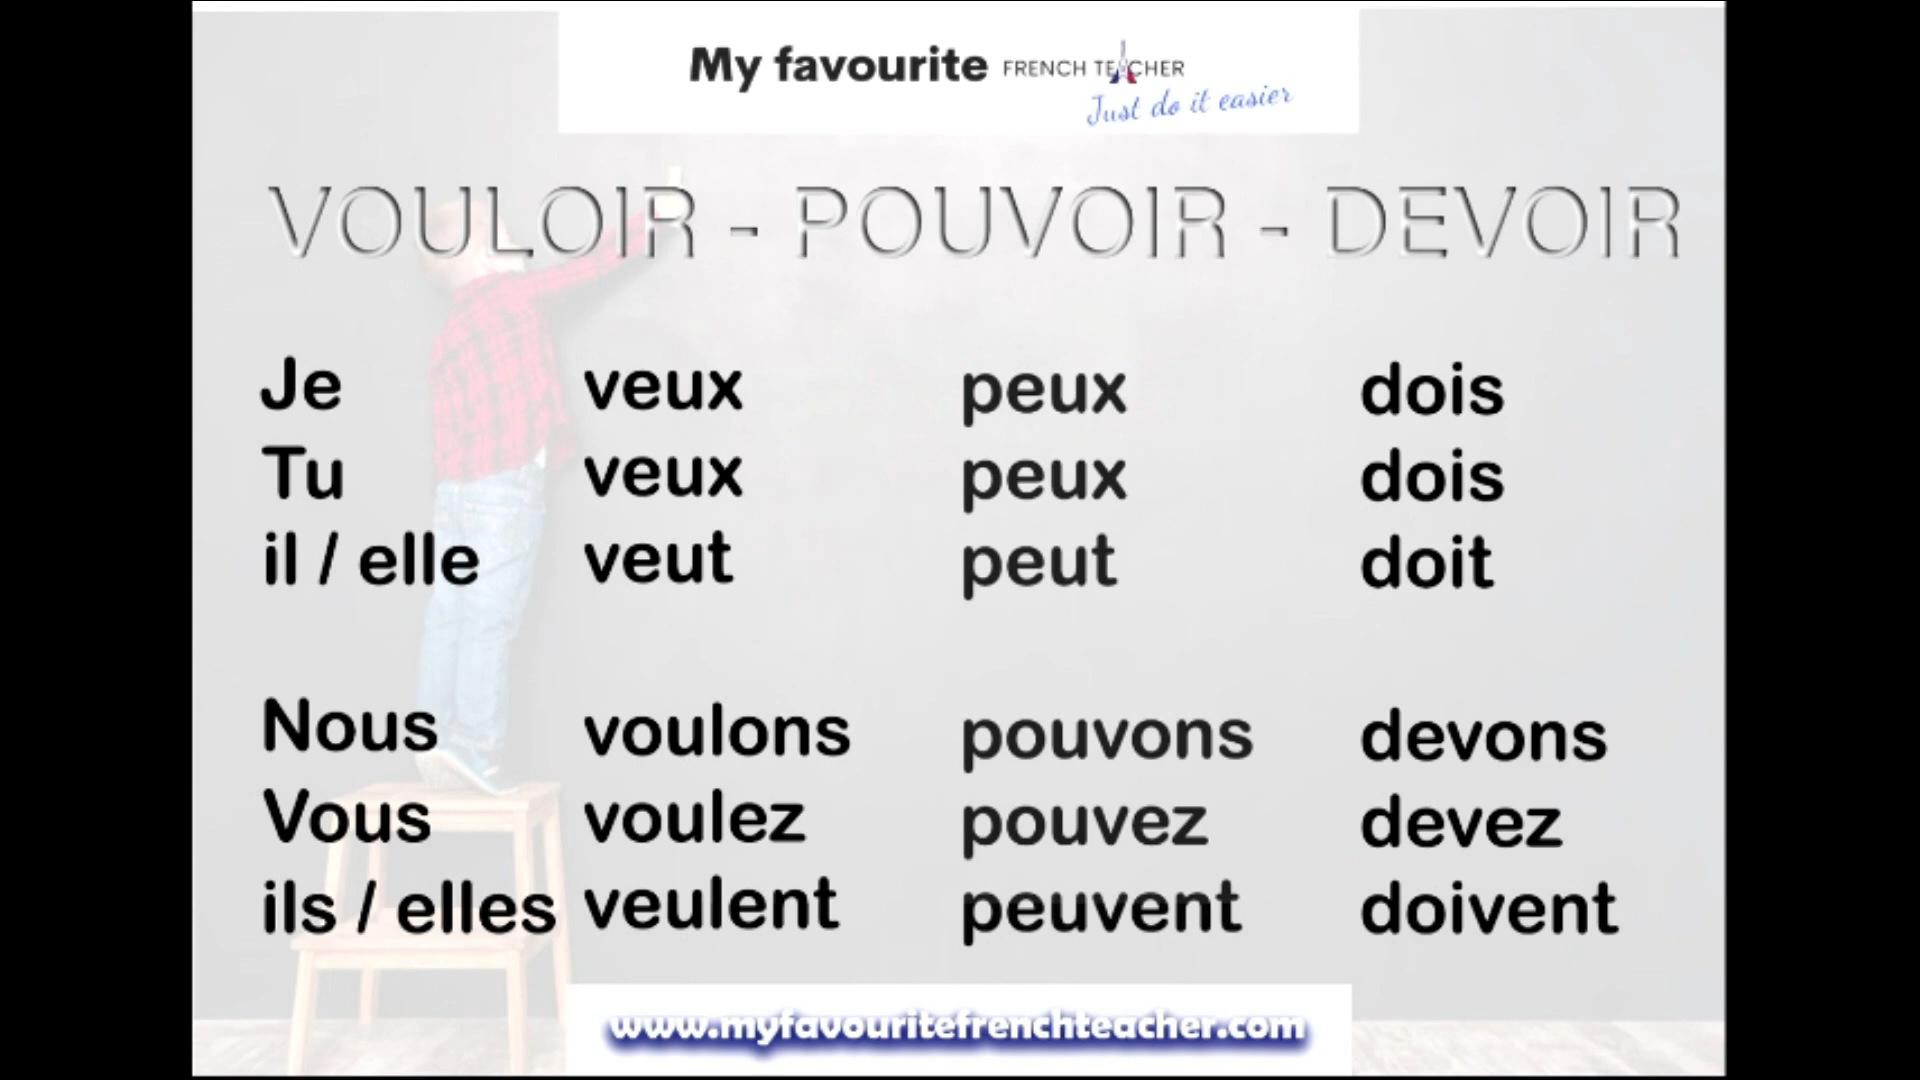 My favourite FRENCH TEACHER
Just do it easier
VOULOIR - POUVOIR - DEVOIR
Je veux peux dois
Tu veux peux dois
il / elle veut peut doit
Nous voulons pouvons devons
Vous voulez pouvez devez
ils / elles veulent peuvent doivent
www.myfavouritefrenchteacher.com